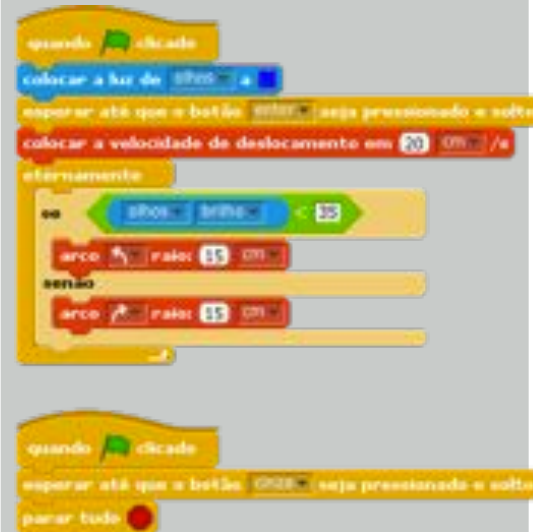 quando clicado
colocar a luz de olhos a
esperar até que o botão enter seja pressionado e solto
colocar a velocidade de deslocamento em 20 cm /s
eternamente
se olhos brilho < 35
arco raio: 15 cm
senão
arco raio: 15 cm
quando clicado
esperar até que o botão cinza seja pressionado e solto
parar tudo